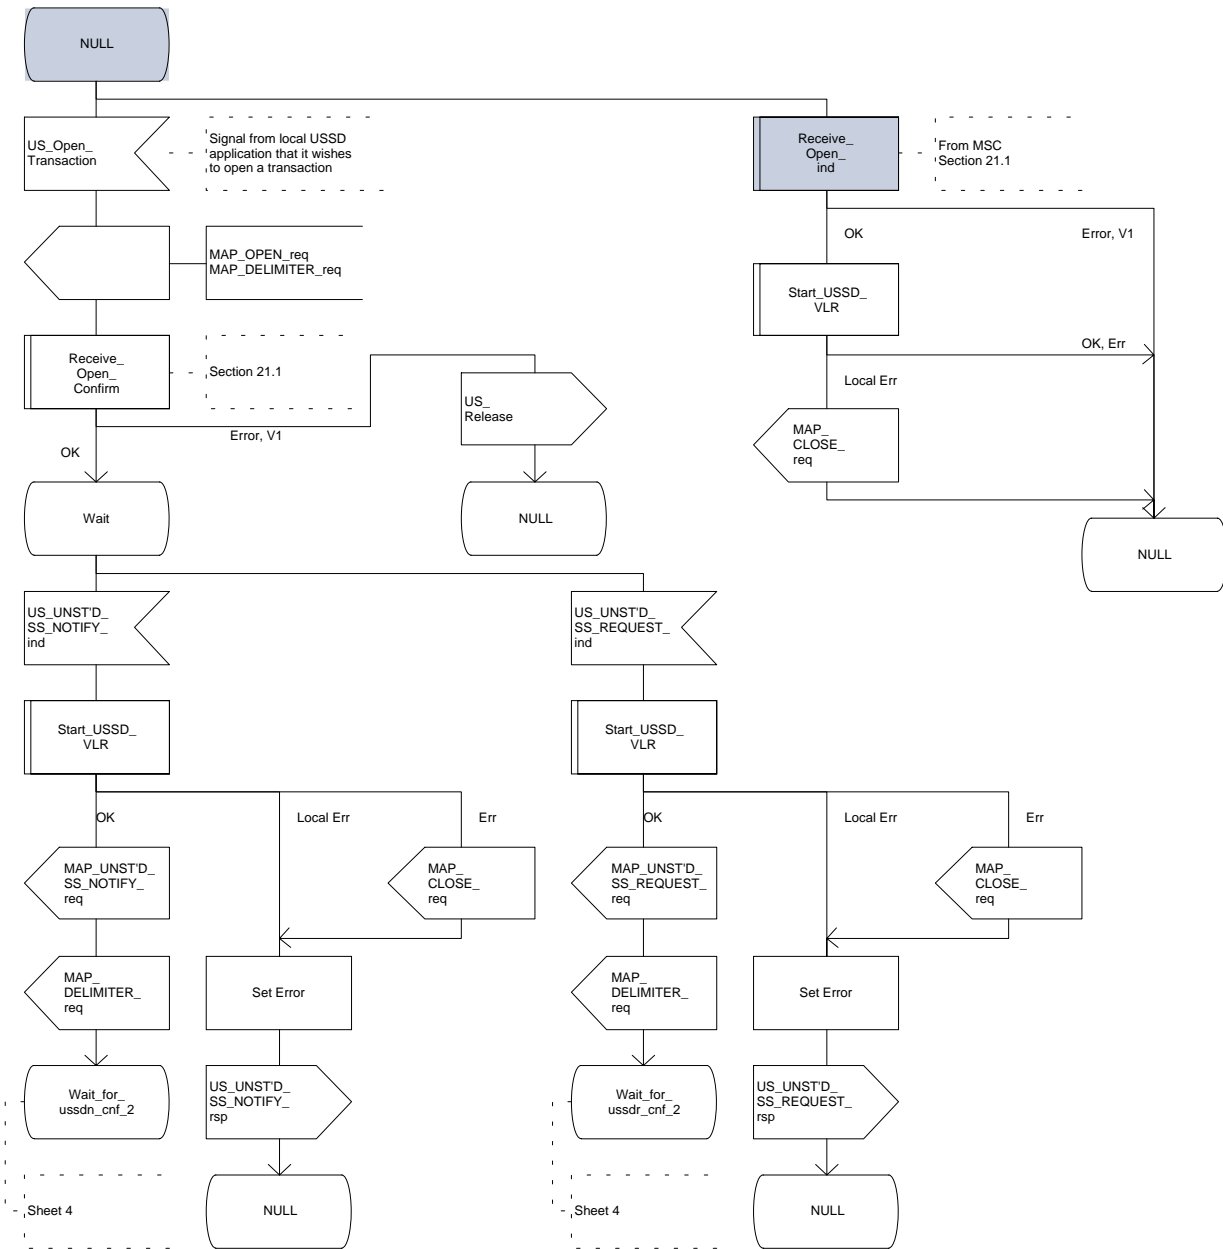 NULL
US_Open_
Transaction
Signal from local USSD
application that it wishes
to open a transaction
Receive_
Open_
ind
From MSC
Section 21.1
MAP_OPEN_req
MAP_DELIMITER_req
OK
Error, V1
Start_USSD_
VLR
Receive_
Open_
Confirm
Section 21.1
OK, Err
Local Err
US_
Release
Error, V1
OK
MAP_
CLOSE_
req
Wait
NULL
NULL
US_UNST'D_
SS_NOTIFY_
ind
US_UNST'D_
SS_REQUEST_
ind
Start_USSD_
VLR
Start_USSD_
VLR
OK
Local Err
Err
OK
Local Err
Err
MAP_UNST'D_
SS_NOTIFY_
req
MAP_
CLOSE_
req
MAP_UNST'D_
SS_REQUEST_
req
MAP_
CLOSE_
req
MAP_
DELIMITER_
req
Set Error
MAP_
DELIMITER_
req
Set Error
Wait_for_
ussdn_cnf_2
US_UNST'D_
SS_NOTIFY_
rsp
Wait_for_
ussdr_cnf_2
US_UNST'D_
SS_REQUEST_
rsp
Sheet 4
NULL
Sheet 4
NULL